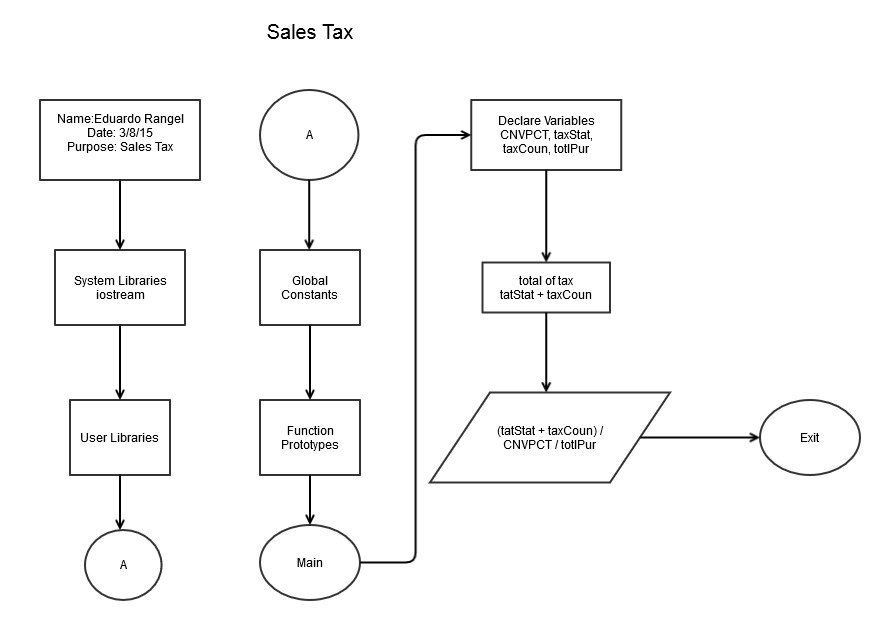 Sales Tax
Name:Eduardo Rangel
Date: 3/8/15
Purpose: Sales Tax
System Libraries
iostream
User Libraries
A
A
Global
Constants
Function
Prototypes
Main
Declare Variables
CNVPCT, taxStat,
taxCoun, totlPur
total of tax
tatStat + taxCoun
(tatStat + taxCoun) /
CNVPCT / totlPur
Exit